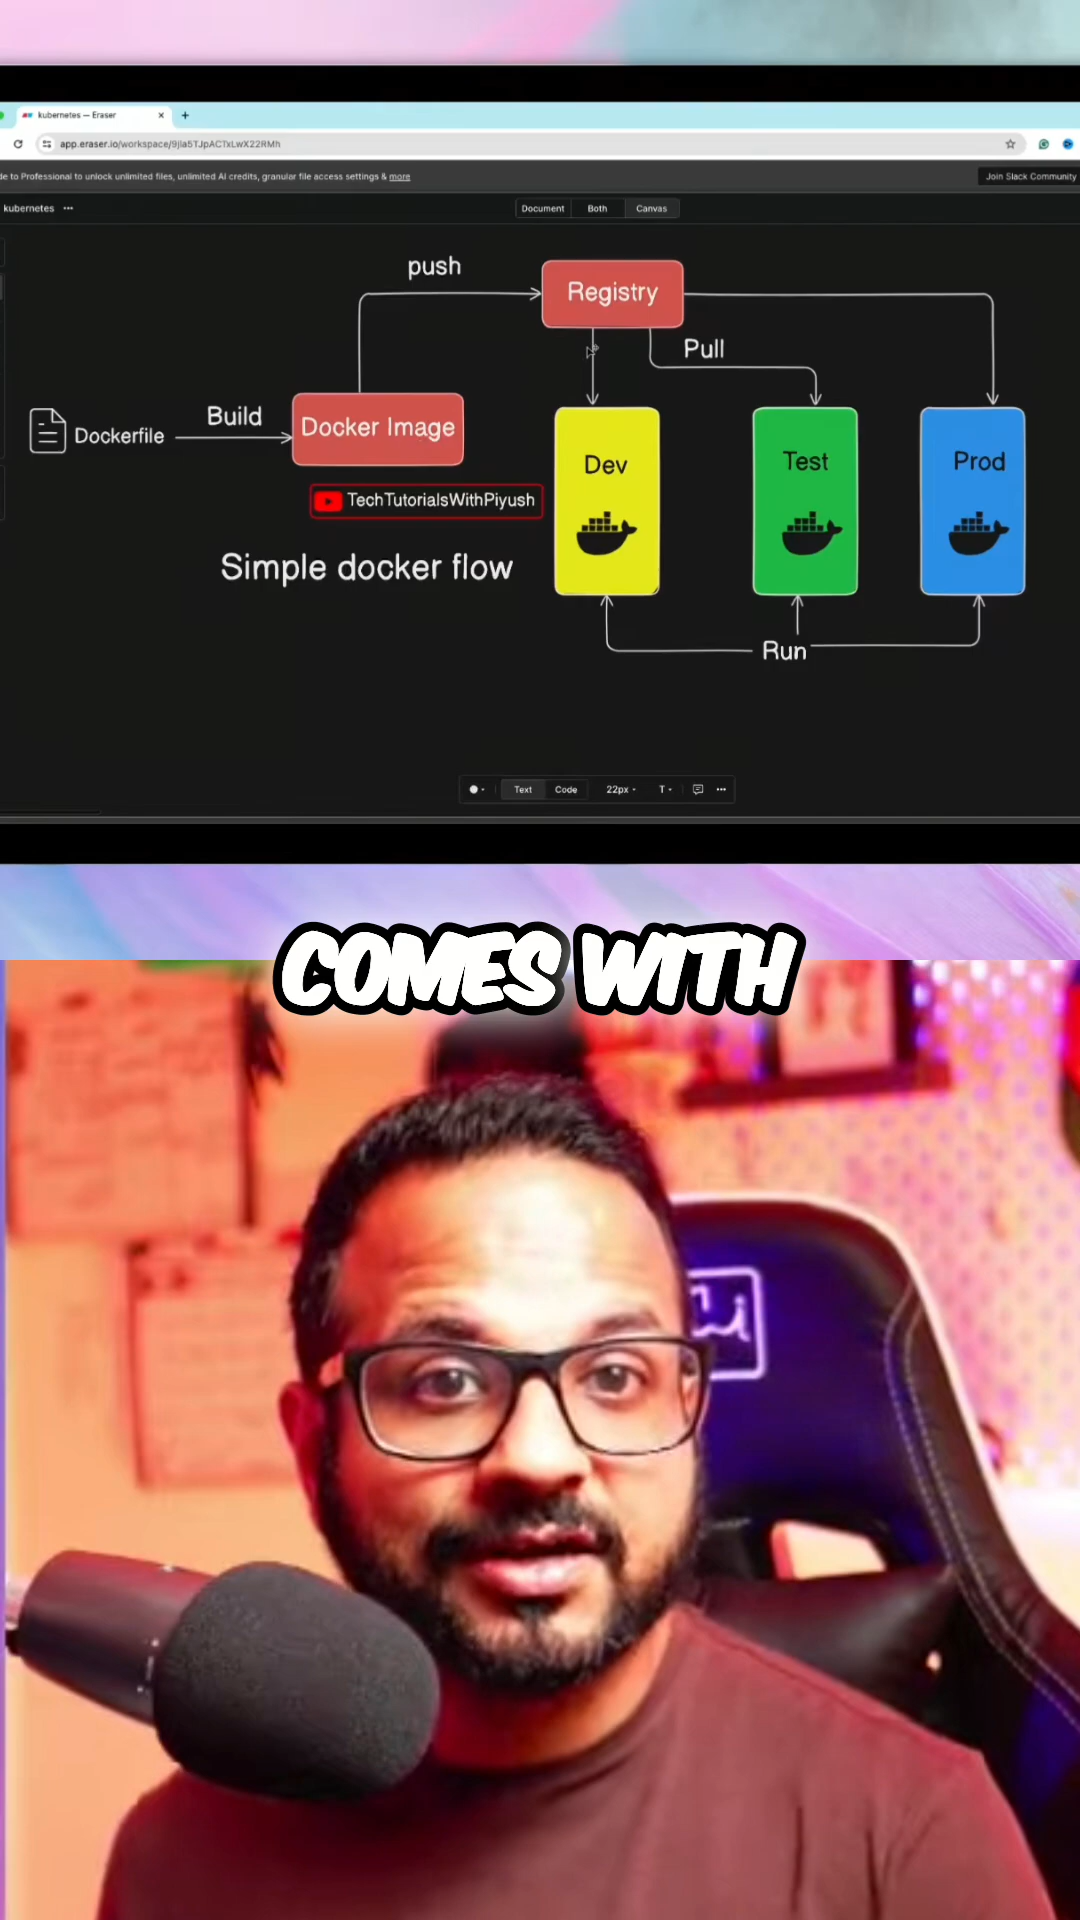 kubernetes — Eraser
app.eraser.io/workspace/9jla5TJpACTxLwX22RMh
de to Professional to unlock unlimited files, unlimited AI credits, granular file access settings & more
Join Slack Community
kubernetes
Document
Both
Canvas
push
Registry
Pull
Build
Dockerfile
Docker Image
Dev
Test
Prod
TechTutorialsWithPiyush
Simple docker flow
Run
Text
Code
22px
T
COMES WITH